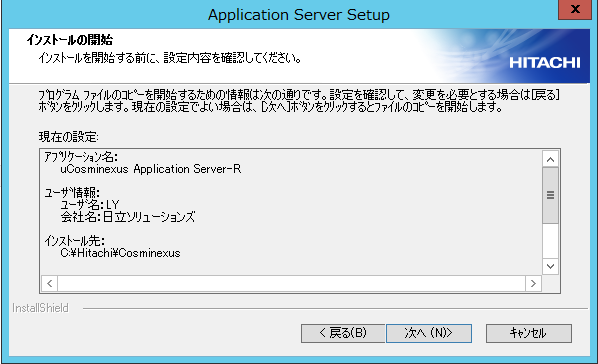 Application Server Setup
x
インストールの開始
インストールを開始する前に、設定内容を確認してください。
HITACHI
プログラム ファイルのコピーを開始するための情報は次の通りです。設定を確認して、変更を必要とする場合は[戻る]
ボタンをクリックします。現在の設定でよい場合は、[次へ]ボタンをクリックするとファイルのコピーを開始します。
現在の設定:
アプリケーション名:
uCosminexus Application Server-R
ユーザ情報:
ユーザ名:LY
会社名:日立ソリューションズ
インストール先:
C:¥Hitachi¥Cosminexus
InstallShield
< 戻る(B)
次へ (N)>
キャンセル